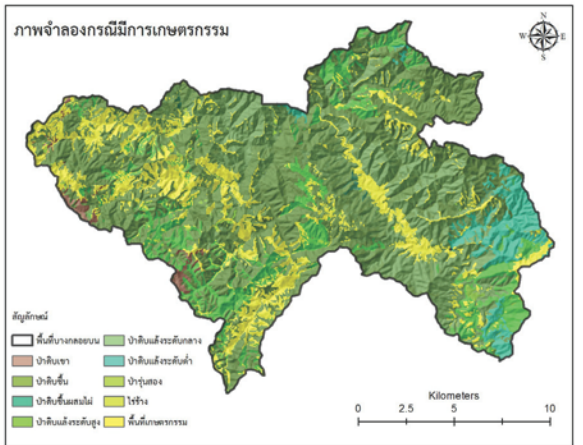 ภาพจำลองกรณีมีการเกษตรกรรม
N
W E
S
สัญลักษณ์
พื้นที่บางกลอยบน
ป่าดิบเขา
ป่าดิบชื้น
ป่าดิบชื้นผสมไผ่
ป่าดิบแล้งระดับสูง
ป่าดิบแล้งระดับกลาง
ป่าดิบแล้งระดับต่ำ
ป่ารุ่นสอง
ไร่ร้าง
พื้นที่เกษตรกรรม
Kilometers
0 2.5 5 10